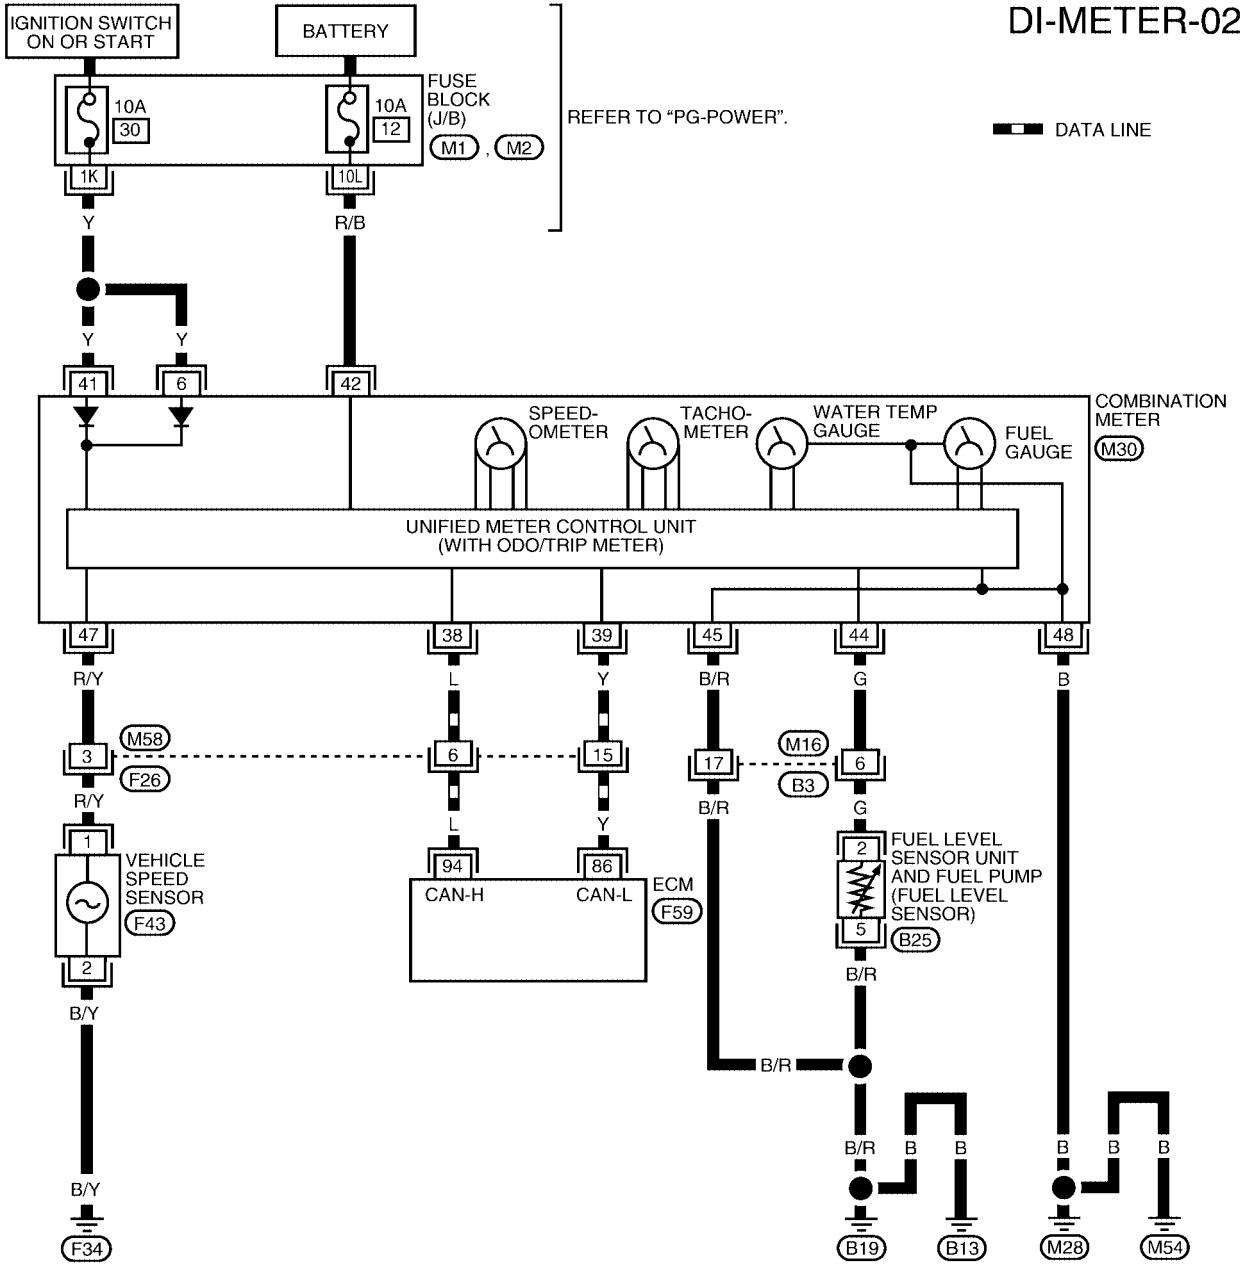 DI-METER-02
IGNITION SWITCH
ON OR START
BATTERY
10A
30
10A
12
FUSE
BLOCK
(J/B)
M1 , M2
REFER TO “PG-POWER”.
DATA LINE
1K
10L
Y
R/B
Y
Y
41
6
42
COMBINATION
METER
M30
SPEED-
OMETER
TACHO-
METER
WATER TEMP
GAUGE
FUEL
GAUGE
UNIFIED METER CONTROL UNIT
(WITH ODO/TRIP METER)
47
38
39
45
44
48
R/Y
L
Y
B/R
G
B
M58
3
F26
6
15
17
M16
6
B3
R/Y
L
Y
B/R
G
1
VEHICLE
SPEED
SENSOR
F43
2
94
86
CAN-H
CAN-L
ECM
F59
2
FUEL LEVEL
SENSOR UNIT
AND FUEL PUMP
(FUEL LEVEL
SENSOR)
5
B25
B/Y
B/R
B/R
B/R
B
B
B
B
B
B/Y
F34
B19
B13
M28
M54